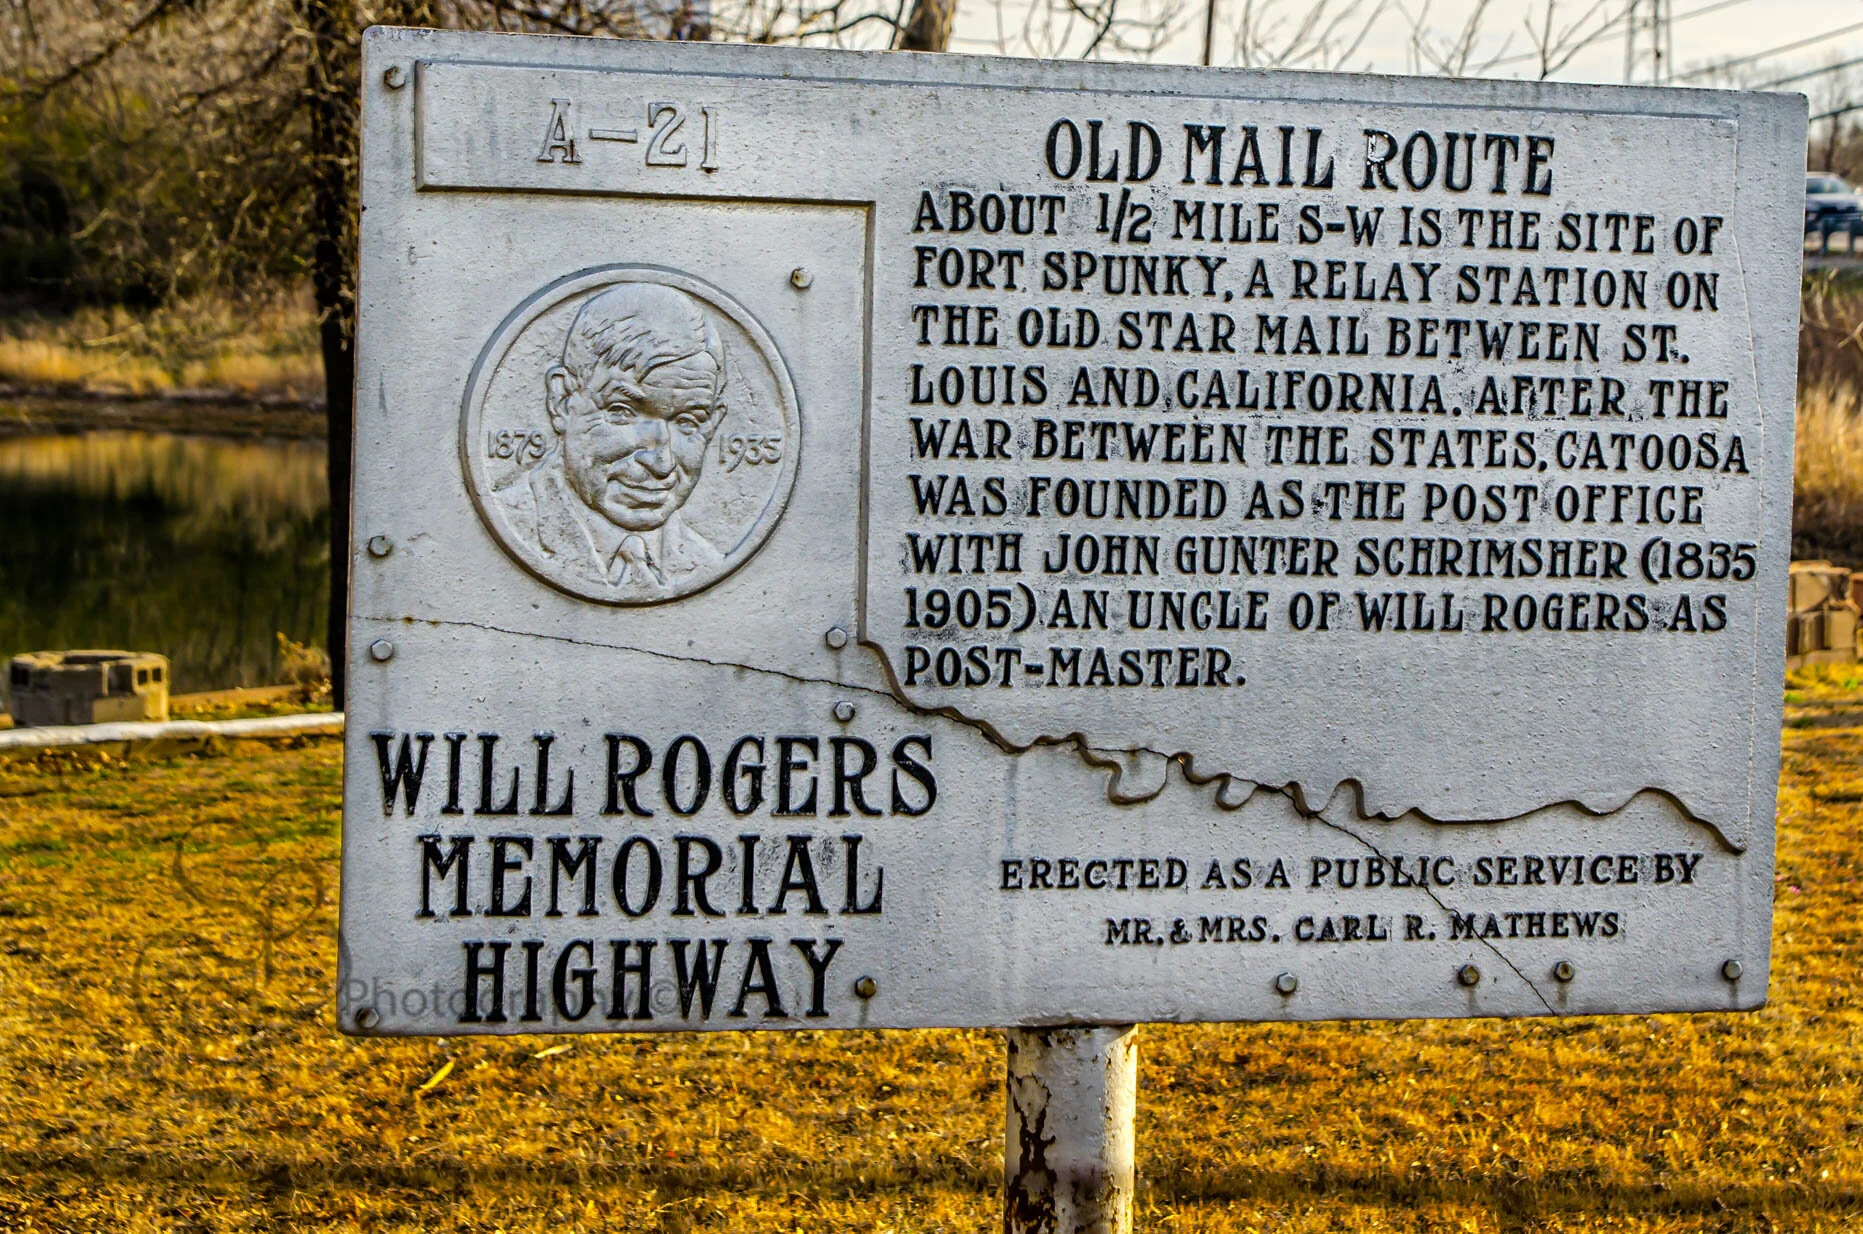 A-21
OLD MAIL ROUTE
ABOUT 1/2 MILE S-W IS THE SITE OF
FORT SPUNKY, A RELAY STATION ON
THE OLD STAR MAIL BETWEEN ST.
LOUIS AND CALIFORNIA. AFTER THE
WAR BETWEEN THE STATES, CATOOSA
WAS FOUNDED AS THE POST OFFICE
WITH JOHN GUNTER SCHRIMSHER (1835
1905) AN UNCLE OF WILL ROGERS AS
POST-MASTER.
1879 1935
WILL ROGERS
MEMORIAL
HIGHWAY
ERECTED AS A PUBLIC SERVICE BY
MR. & MRS. CARL R. MATHEWS
Photography ©